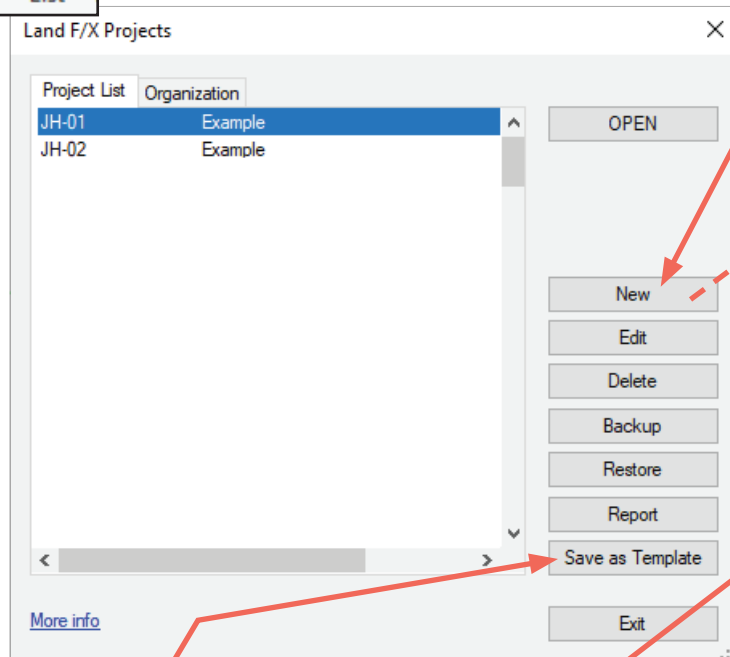 Land F/X Projects
Project List Organization
JH-01 Example
JH-02 Example
OPEN
New
Edit
Delete
Backup
Restore
Report
Save as Template
More info
Exit